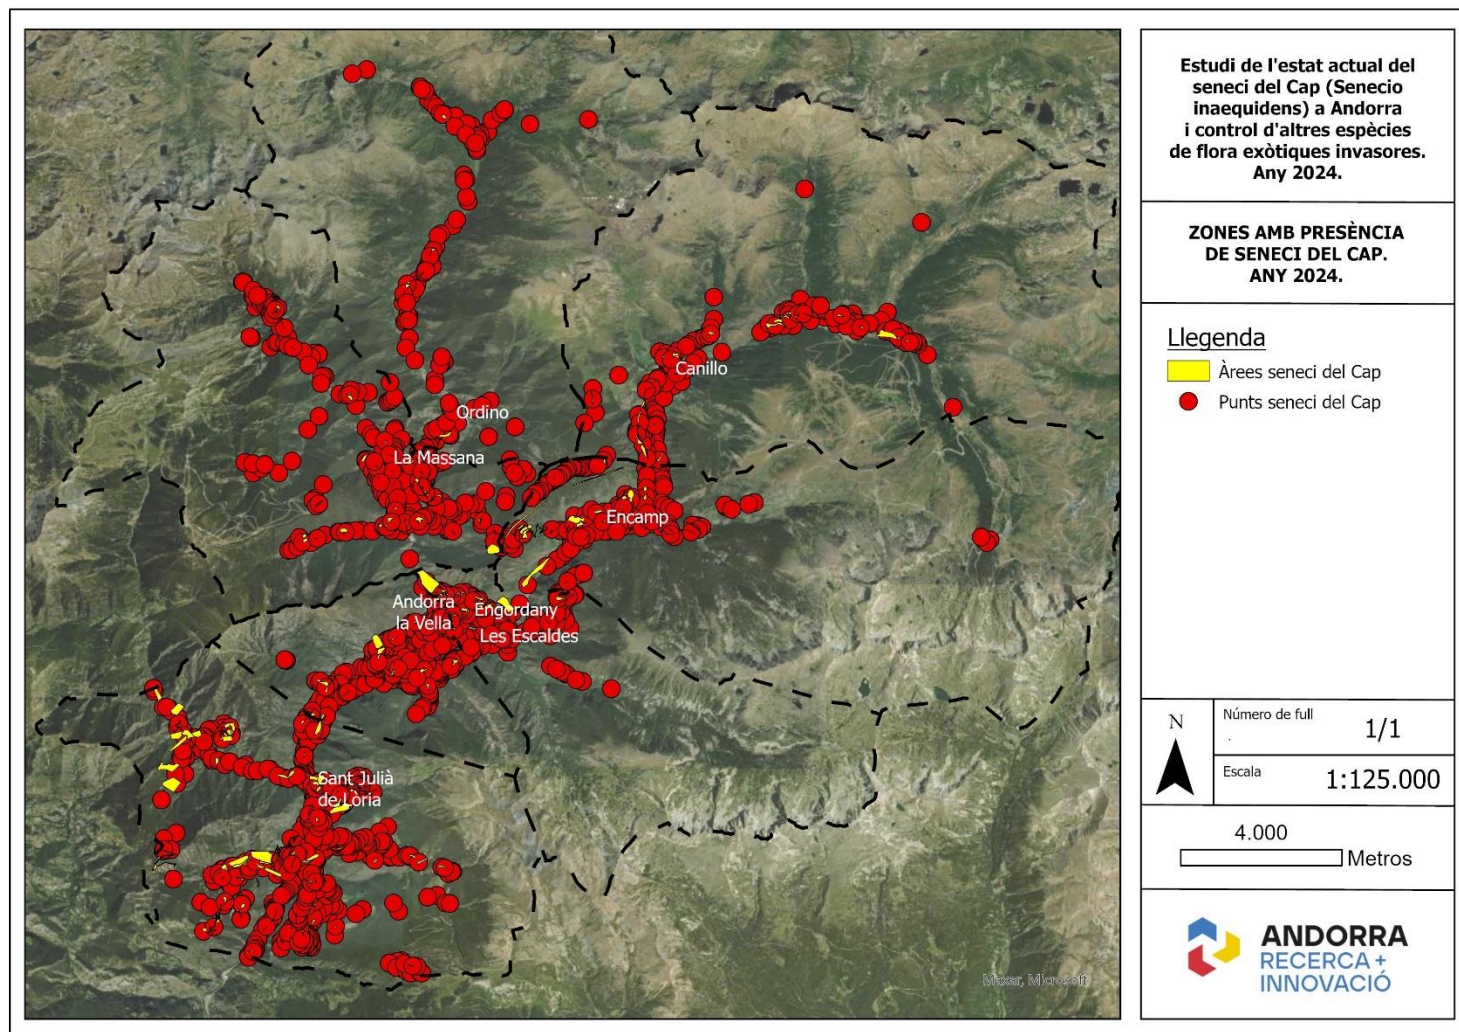 Estudi de l'estat actual del
seneci del Cap (Senecio
inaequidens) a Andorra
i control d'altres espècies
de flora exòtiques invasores.
Any 2024.
ZONES AMB PRESÈNCIA
DE SENECI DEL CAP.
ANY 2024.
Llegenda
Àrees seneci del Cap
Punts seneci del Cap
Canillo
Ordino
La Massana
Encamp
Andorra
la Vella
Engordany
Les Escaldes
Sant Julià
de Lòria
Maxar, Microsoft
N
Número de full
.
1/1
Escala
1:125.000
4.000
Metros
ANDORRA
RECERCA +
INNOVACIÓ